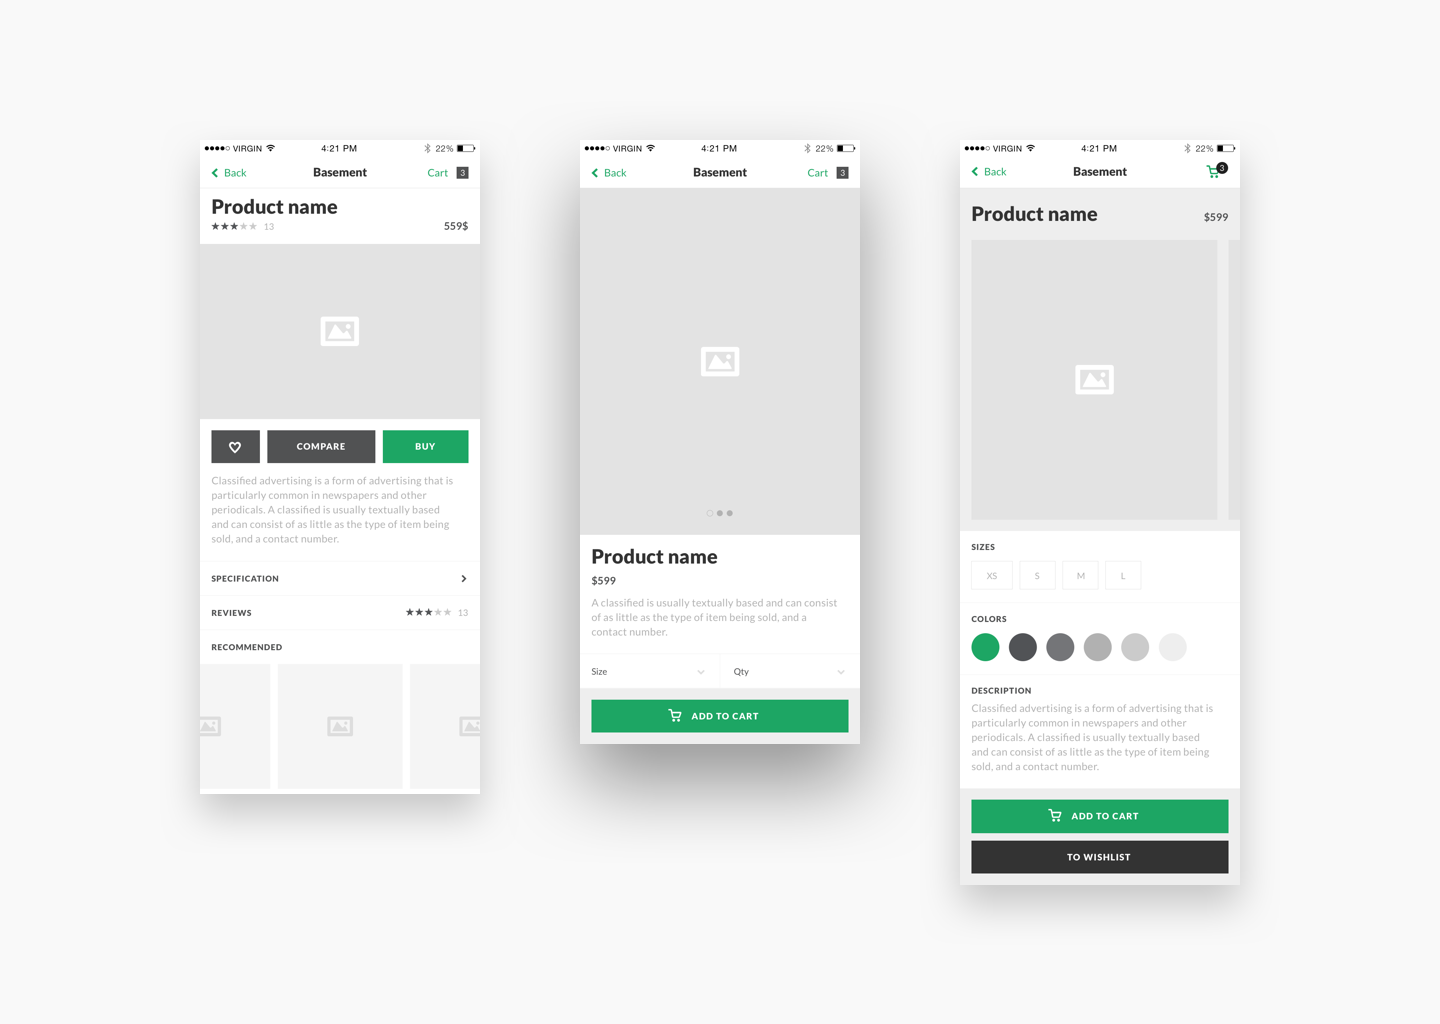 VIRGIN 4:21 PM 22%
Back Basement Cart 3
Product name
13 559$
COMPARE BUY
Classified advertising is a form of advertising that is
particularly common in newspapers and other
periodicals. A classified is usually textually based
and can consist of as little as the type of item being
sold, and a contact number.
SPECIFICATION
REVIEWS 13
RECOMMENDED
VIRGIN 4:21 PM 22%
Back Basement Cart 3
Product name
$599
A classified is usually textually based and can consist
of as little as the type of item being sold, and a
contact number.
Size Qty
ADD TO CART
VIRGIN 4:21 PM 22%
Back Basement 3
Product name $599
SIZES
XS S M L
COLORS
DESCRIPTION
Classified advertising is a form of advertising that is
particularly common in newspapers and other
periodicals. A classified is usually textually based
and can consist of as little as the type of item being
sold, and a contact number.
ADD TO CART
TO WISHLIST